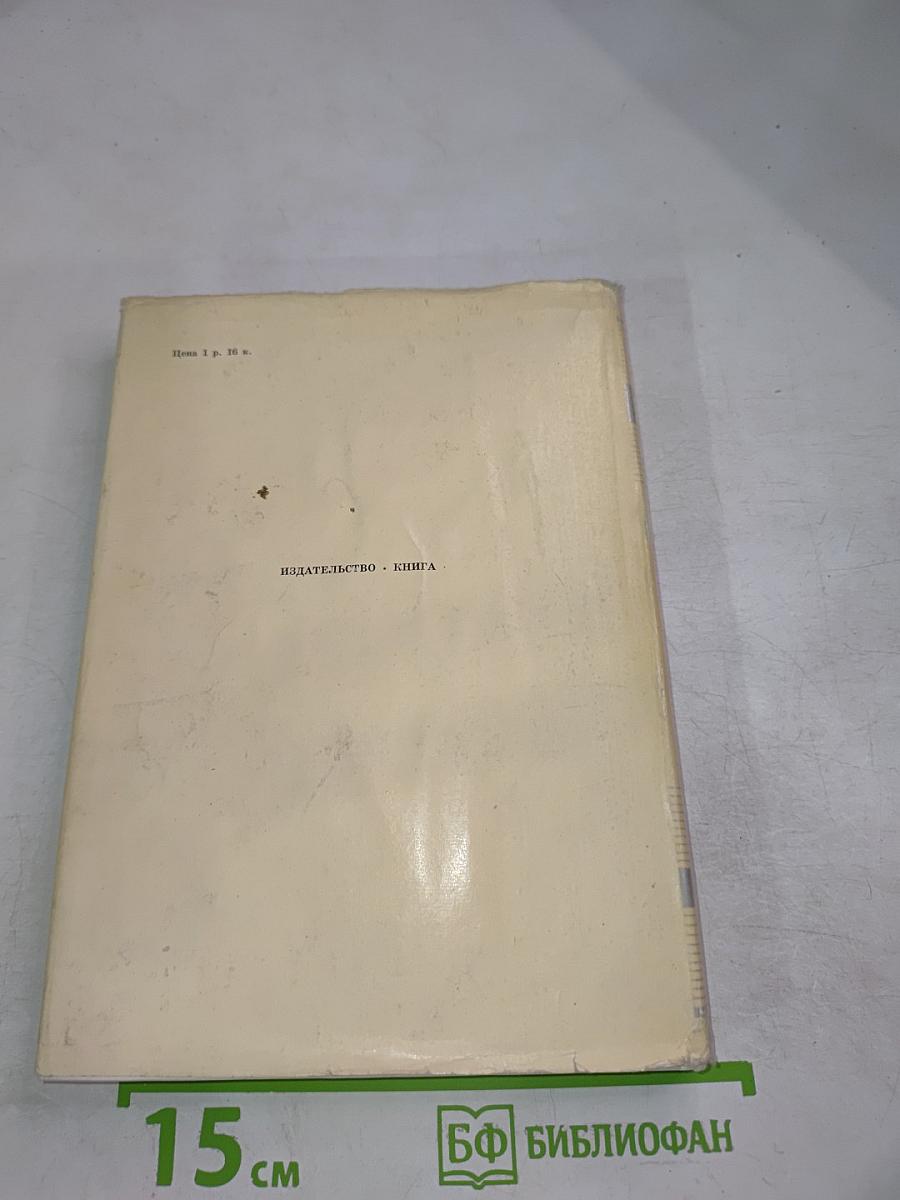 Цена 1 р. 16 к.
ИЗДАТЕЛЬСТВО · КНИГА
15 см
БФ БИБЛИОФАН